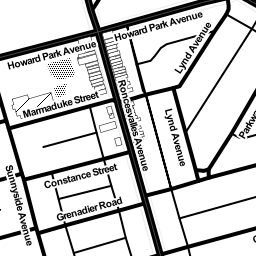 Howard Park Avenue
Howard Park Avenue
Lynd Avenue
Marmaduke Street
Roncesvalles Avenue
Lynd Avenue
Sunnyside Avenue
Constance Street
Grenadier Road